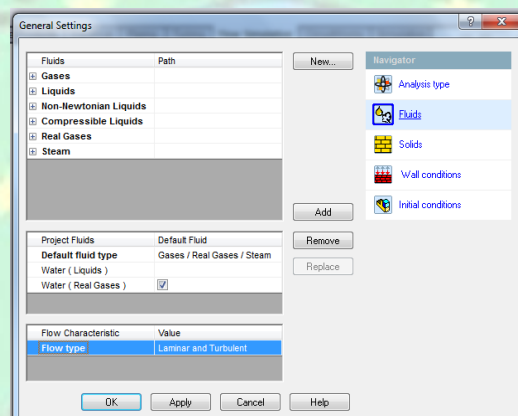 General Settings
?
X
Fluids Path
Gases
Liquids
Non-Newtonian Liquids
Compressible Liquids
Real Gases
Steam
New...
Add
Navigator
Analysis type
Fluids
Solids
Wall conditions
Initial conditions
Project Fluids Default Fluid
Default fluid type Gases / Real Gases / Steam
Water ( Liquids )
Water ( Real Gases )
Remove
Replace
Flow Characteristic Value
Flow type Laminar and Turbulent
OK Apply Cancel Help